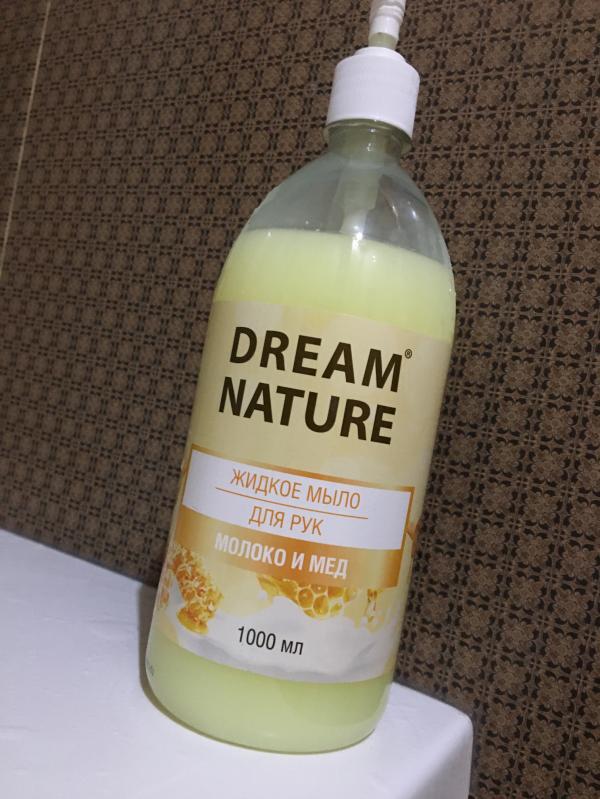 DREAM®
NATURE
ЖИДКОЕ МЫЛО
ДЛЯ РУК
МОЛОКО И МЕД
1000 мл